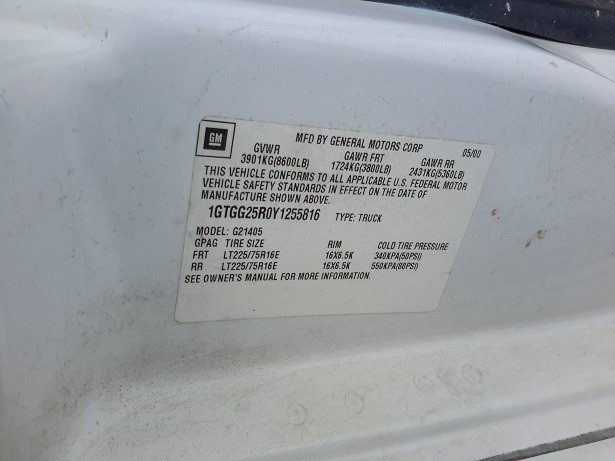 GM
MFD BY GENERAL MOTORS CORP 05/00
GVWR GAWR FRT GAWR RR
3901KG(8600LB) 1724KG(3800LB) 2431KG(5360LB)
THIS VEHICLE CONFORMS TO ALL APPLICABLE U.S. FEDERAL MOTOR
VEHICLE SAFETY STANDARDS IN EFFECT ON THE DATE OF
MANUFACTURE SHOWN ABOVE.
1GTGG25R0Y1255816 TYPE: TRUCK
MODEL: G21405
GPAG TIRE SIZE RIM COLD TIRE PRESSURE
FRT LT225/75R16E 16X6.5K 340KPA(50PSI)
RR LT225/75R16E 16X6.5K 550KPA(80PSI)
SEE OWNER'S MANUAL FOR MORE INFORMATION.